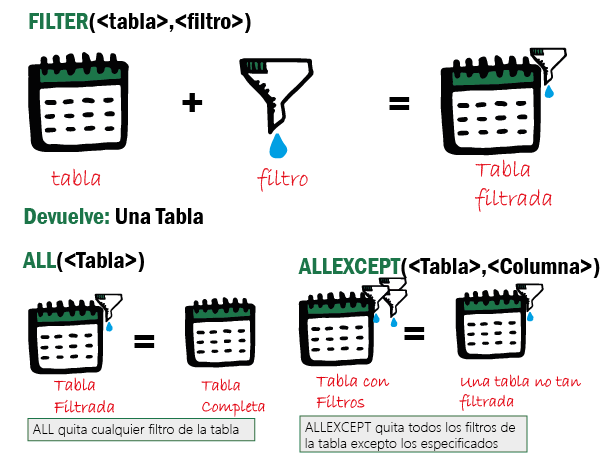 FILTER(<tabla>,<filtro>)
+
=
tabla
filtro
Tabla
filtrada
Devuelve: Una Tabla
ALL(<Tabla>)
=
Tabla
Filtrada
Tabla
Completa
ALL quita cualquier filtro de la tabla
ALLEXCEPT(<Tabla>,<Columna>)
=
Tabla con
Filtros
Una tabla no tan
filtrada
ALLEXCEPT quita todos los filtros de
la tabla excepto los especificados